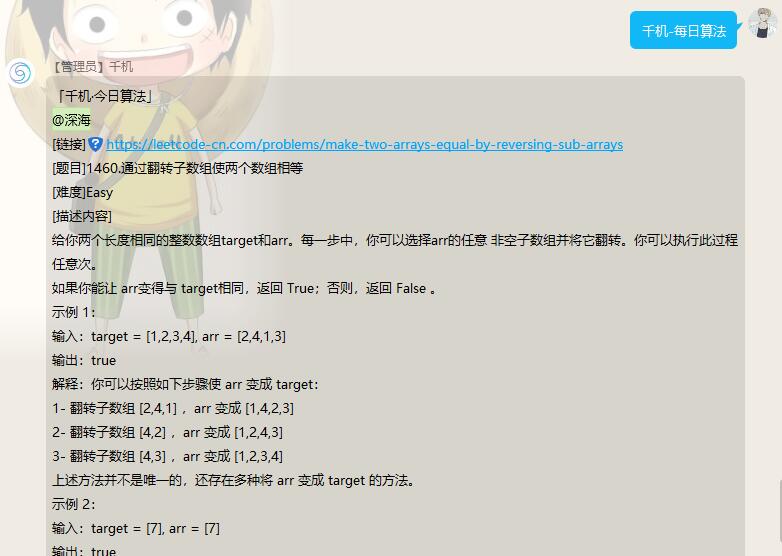 千机-每日算法
【管理员】千机
「千机·今日算法」
@深海
[链接]https://leetcode-cn.com/problems/make-two-arrays-equal-by-reversing-sub-arrays
[题目]1460.通过翻转子数组使两个数组相等
[难度]Easy
[描述内容]
给你两个长度相同的整数数组target和arr。每一步中，你可以选择arr的任意 非空子数组并将它翻转。你可以执行此过程
任意次。
如果你能让 arr变得与 target相同，返回 True；否则，返回 False 。
示例 1：
输入：target = [1,2,3,4], arr = [2,4,1,3]
输出：true
解释：你可以按照如下步骤使 arr 变成 target：
1- 翻转子数组 [2,4,1] ，arr 变成 [1,4,2,3]
2- 翻转子数组 [4,2] ，arr 变成 [1,2,4,3]
3- 翻转子数组 [4,3] ，arr 变成 [1,2,3,4]
上述方法并不是唯一的，还存在多种将 arr 变成 target 的方法。
示例 2：
输入：target = [7], arr = [7]
输出：true